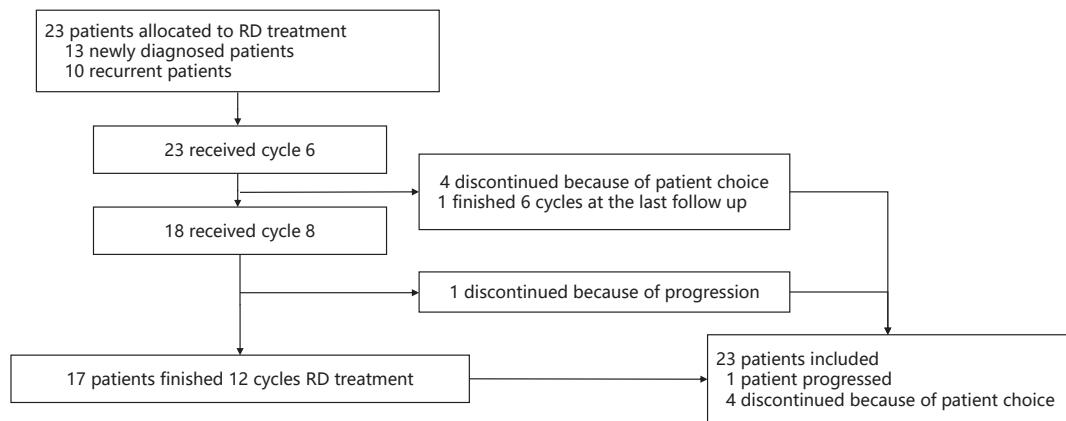 23 patients allocated to RD treatment
13 newly diagnosed patients
10 recurrent patients
23 received cycle 6
4 discontinued because of patient choice
1 finished 6 cycles at the last follow up
18 received cycle 8
1 discontinued because of progression
17 patients finished 12 cycles RD treatment
23 patients included
1 patient progressed
4 discontinued because of patient choice